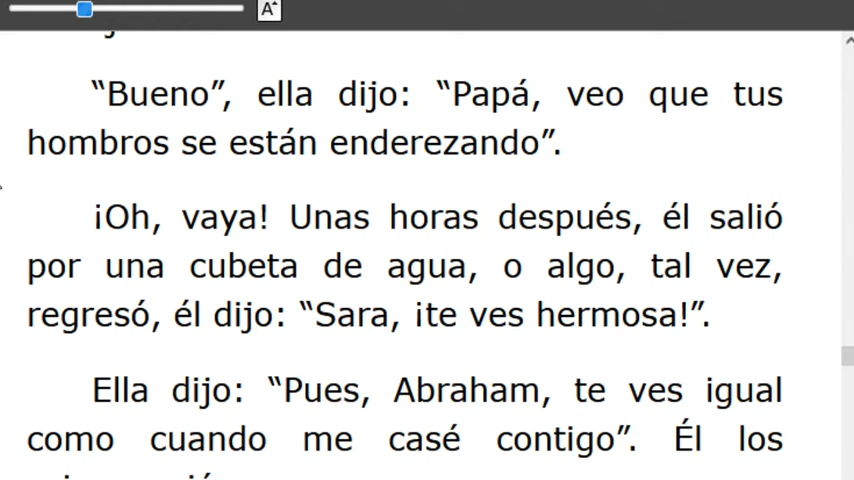 A
“Bueno”, ella dijo: “Papá, veo que tus
hombros se están enderezando”.
¡Oh, vaya! Unas horas después, él salió
por una cubeta de agua, o algo, tal vez,
regresó, él dijo: “Sara, ¡te ves hermosa!”.
Ella dijo: “Pues, Abraham, te ves igual
como cuando me casé contigo”. Él los